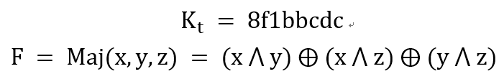 Kₜ = 8f1bbcdc↵
F = Maj(x,y,z) = (x ⋀ y) ⊕ (x ⋀ z) ⊕ (y ⋀ z)